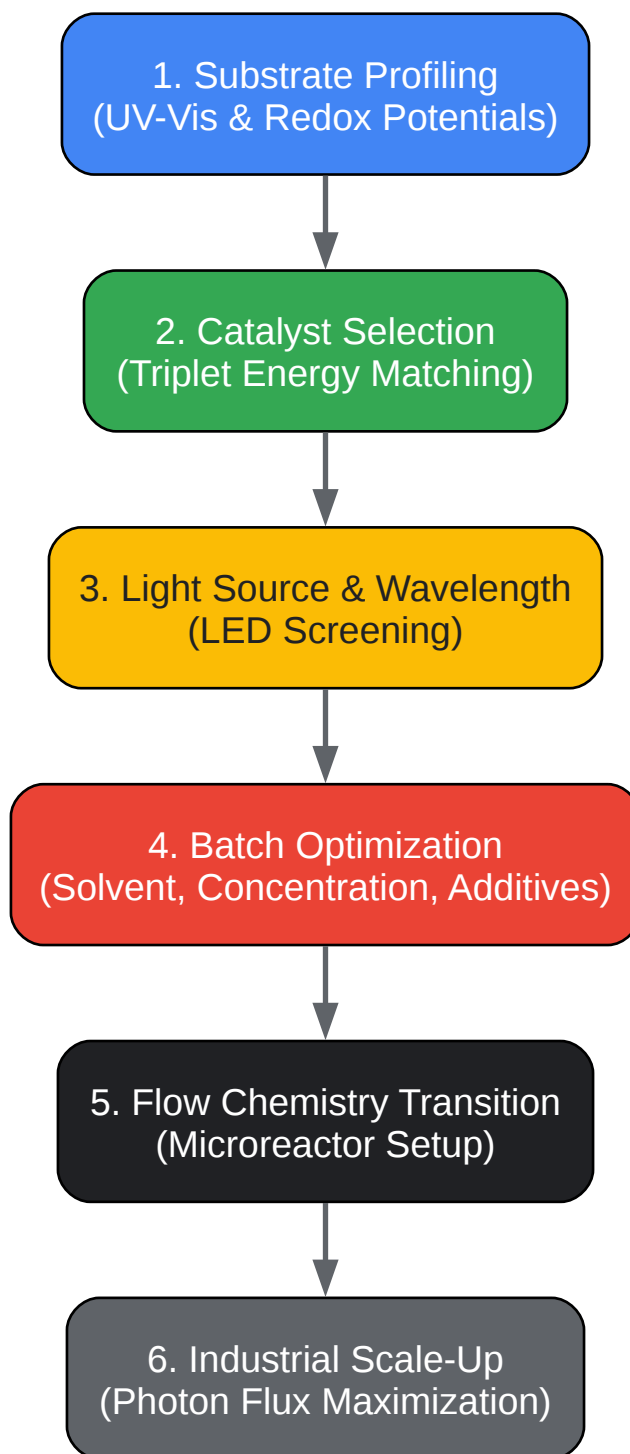 1. Substrate Profiling
(UV-Vis & Redox Potentials)
2. Catalyst Selection
(Triplet Energy Matching)
3. Light Source & Wavelength
(LED Screening)
4. Batch Optimization
(Solvent, Concentration, Additives)
5. Flow Chemistry Transition
(Microreactor Setup)
6. Industrial Scale-Up
(Photon Flux Maximization)